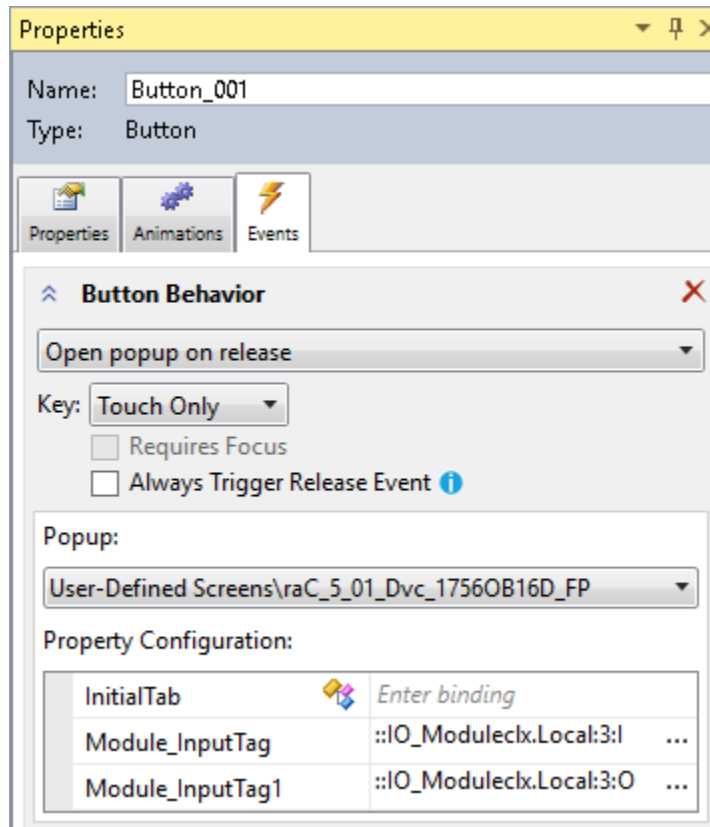 Properties
Name: Button_001
Type: Button
Properties Animations Events
Button Behavior
Open popup on release
Key: Touch Only
Requires Focus
Always Trigger Release Event
Popup:
User-Defined Screens\raC_5_01_Dvc_1756OB16D_FP
Property Configuration:
InitialTab Enter binding
Module_InputTag ::IO_Moduleclx.Local:3:I ...
Module_InputTag1 ::IO_Moduleclx.Local:3:O ...